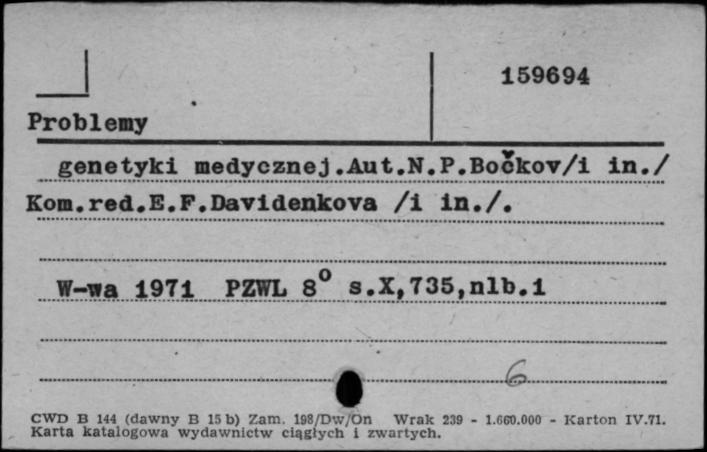 159694
Problemy
genetyki medycznej.Aut.N.P.Bočkov/i in./
Kom.red.E.F.Davidenkova /i in./.
W-wa 1971 PZWL 8° s.X,735,nlb.1
6
CWD B 144 (dawny B 15 b) Zam. 198/Dw/On Wrak 239 - 1.660.000 - Karton IV.71.
Karta katalogowa wydawnictw ciągłych i zwartych.